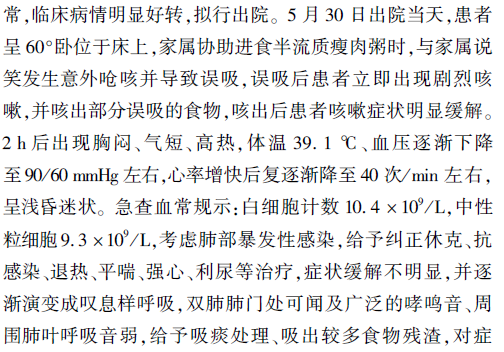 常,临床病情明显好转,拟行出院。5 月 30 日出院当天,患者
呈 60°卧位于床上,家属协助进食半流质瘦肉粥时,与家属说
笑发生意外呛咳并导致误吸,误吸后患者立即出现剧烈咳
嗽,并咳出部分误吸的食物,咳出后患者咳嗽症状明显缓解。
2 h 后出现胸闷、气短、高热,体温 39. 1 ℃、血压逐渐下降
至 90/60 mmHg 左右,心率增快后复逐渐降至 40 次/min 左右,
呈浅昏迷状。急查血常规示:白细胞计数 10. 4 × 10⁹/L,中性
粒细胞 9. 3 × 10⁹/L,考虑肺部暴发性感染,给予纠正休克、抗
感染、退热、平喘、强心、利尿等治疗,症状缓解不明显,并逐
渐演变成叹息样呼吸,双肺肺门处可闻及广泛的哮鸣音、周
围肺叶呼吸音弱,给予吸痰处理、吸出较多食物残渣,对症